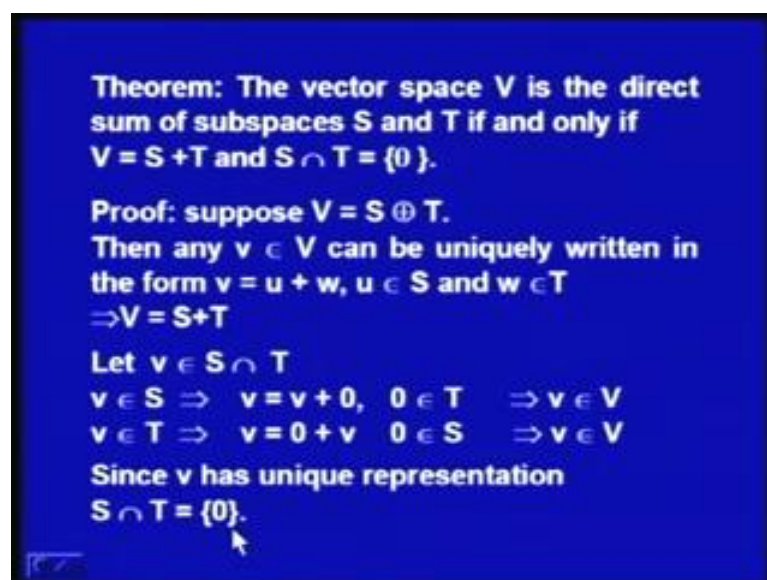 Theorem: The vector space V is the direct
sum of subspaces S and T if and only if
V = S +T and S ∩ T = {0 }.
Proof: suppose V = S ⊕ T.
Then any v ∈ V can be uniquely written in
the form v = u + w, u ∈ S and w ∈T
⇒V = S+T
Let v ∈ S ∩ T
v ∈ S ⇒ v = v + 0, 0 ∈ T ⇒ v ∈ V
v ∈ T ⇒ v = 0 + v 0 ∈ S ⇒ v ∈ V
Since v has unique representation
S ∩ T = {0}.